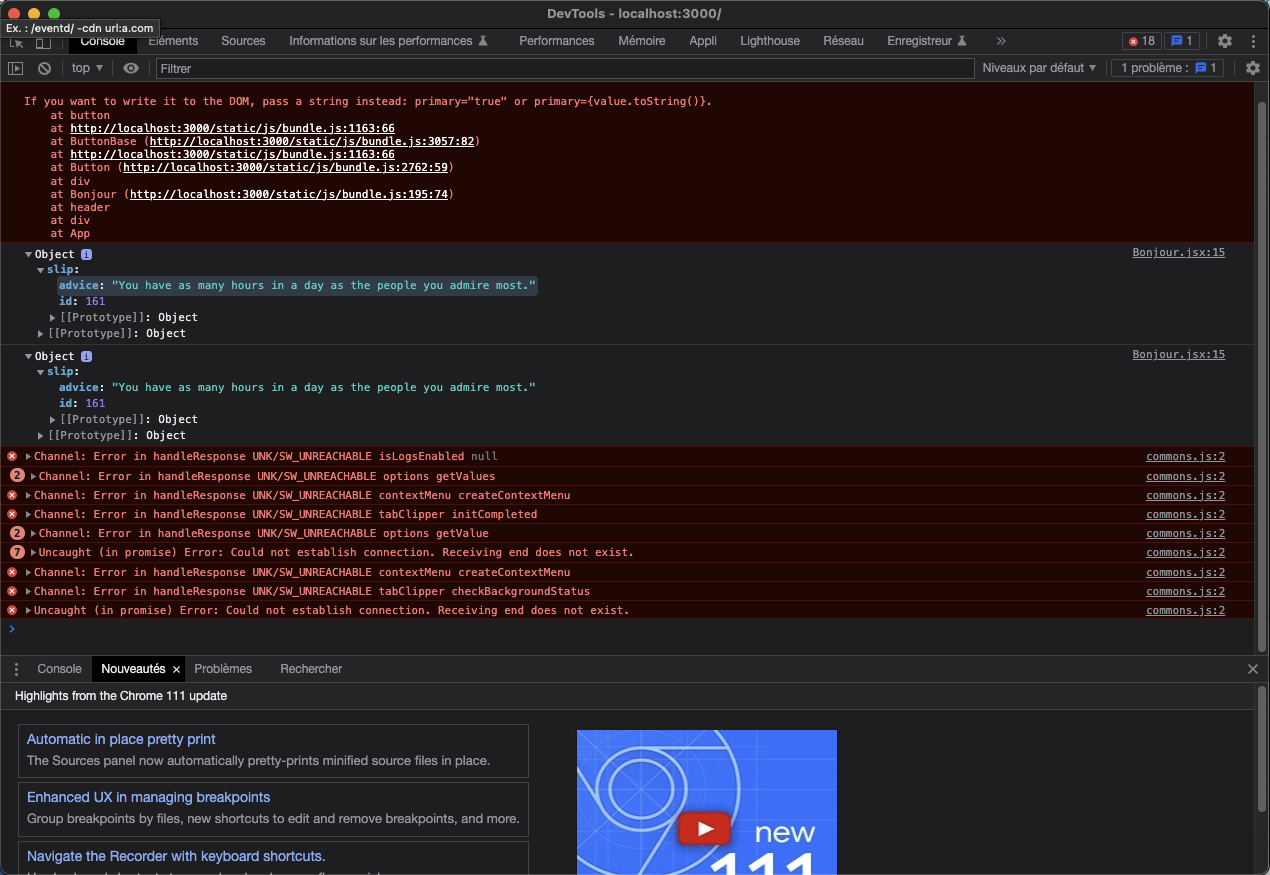 DevTools - localhost:3000/
Ex. : /eventd/ -cdn url:a.com
Console Éléments Sources Informations sur les performances Performances Mémoire Appli Lighthouse Réseau Enregistreur » 18 1
top ▼ Filtrer Niveaux par défaut ▼ 1 problème : 1
If you want to write it to the DOM, pass a string instead: primary="true" or primary={value.toString()}.
at button
at http://localhost:3000/static/js/bundle.js:1163:66
at ButtonBase (http://localhost:3000/static/js/bundle.js:3057:82)
at http://localhost:3000/static/js/bundle.js:1163:66
at Button (http://localhost:3000/static/js/bundle.js:2762:59)
at div
at Bonjour (http://localhost:3000/static/js/bundle.js:195:74)
at header
at div
at App
▼Object i Bonjour.jsx:15
▼slip:
advice: "You have as many hours in a day as the people you admire most."
id: 161
▶[[Prototype]]: Object
▶[[Prototype]]: Object
▼Object i Bonjour.jsx:15
▼slip:
advice: "You have as many hours in a day as the people you admire most."
id: 161
▶[[Prototype]]: Object
▶[[Prototype]]: Object
▶Channel: Error in handleResponse UNK/SW_UNREACHABLE isLogsEnabled null commons.js:2
2 ▶Channel: Error in handleResponse UNK/SW_UNREACHABLE options getValues commons.js:2
▶Channel: Error in handleResponse UNK/SW_UNREACHABLE contextMenu createContextMenu commons.js:2
▶Channel: Error in handleResponse UNK/SW_UNREACHABLE tabClipper initCompleted commons.js:2
2 ▶Channel: Error in handleResponse UNK/SW_UNREACHABLE options getValue commons.js:2
7 ▶Uncaught (in promise) Error: Could not establish connection. Receiving end does not exist. commons.js:2
▶Channel: Error in handleResponse UNK/SW_UNREACHABLE contextMenu createContextMenu commons.js:2
▶Channel: Error in handleResponse UNK/SW_UNREACHABLE tabClipper checkBackgroundStatus commons.js:2
▶Uncaught (in promise) Error: Could not establish connection. Receiving end does not exist. commons.js:2
>
Console Nouveautés × Problèmes Rechercher ×
Highlights from the Chrome 111 update
Automatic in place pretty print
The Sources panel now automatically pretty-prints minified source files in place.
Enhanced UX in managing breakpoints
Group breakpoints by files, new shortcuts to edit and remove breakpoints, and more.
Navigate the Recorder with keyboard shortcuts.
new
111